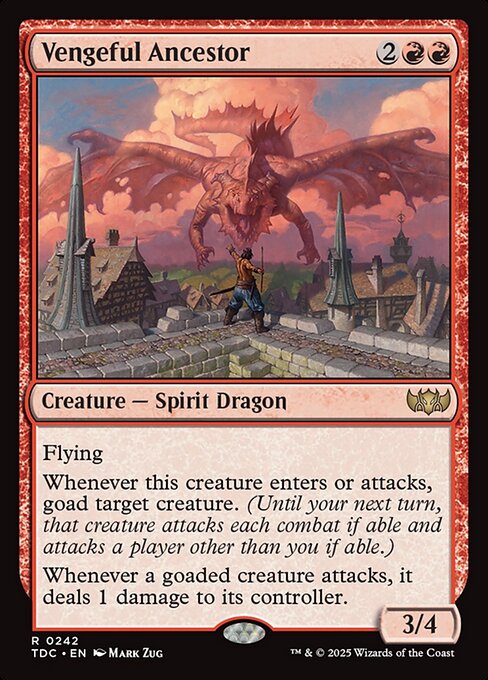 Vengeful Ancestor 2
Creature — Spirit Dragon
Flying
Whenever this creature enters or attacks,
goad target creature. (Until your next turn,
that creature attacks each combat if able and
attacks a player other than you if able.)
Whenever a goaded creature attacks, it
deals 1 damage to its controller.
3/4
R 0242
TDC • EN Mark Zug
™ & © 2025 Wizards of the Coast